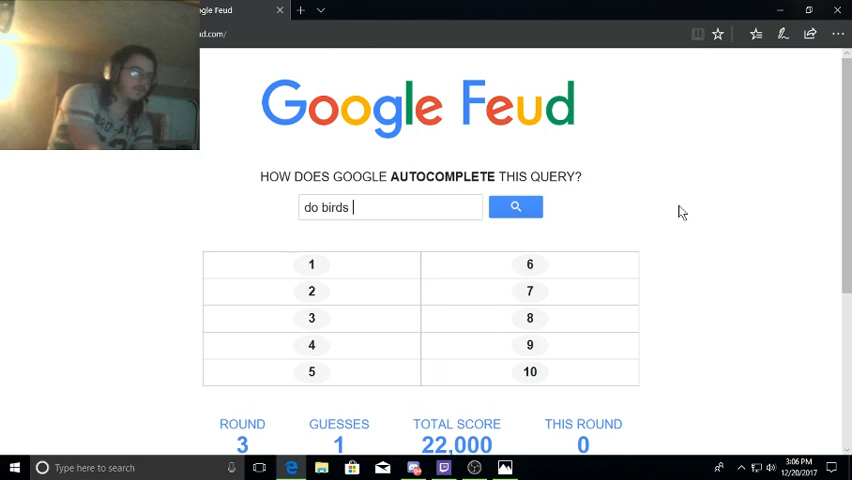 gle Feud
ud.com/
Google Feud
HOW DOES GOOGLE AUTOCOMPLETE THIS QUERY?
do birds
1 6
2 7
3 8
4 9
5 10
ROUND GUESSES TOTAL SCORE THIS ROUND
3 1 22,000 0
Type here to search
3:06 PM
12/20/2017